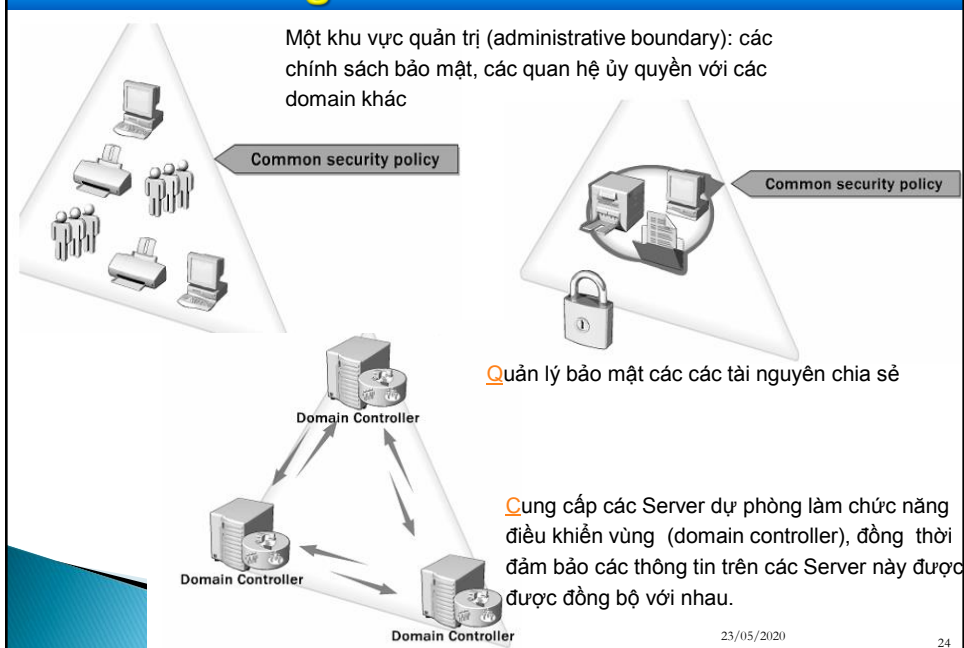 Một khu vực quản trị (administrative boundary): các
chính sách bảo mật, các quan hệ ủy quyền với các
domain khác
Common security policy
Common security policy
Quản lý bảo mật các các tài nguyên chia sẻ
Domain Controller
Domain Controller
Domain Controller
Cung cấp các Server dự phòng làm chức năng
điều khiển vùng (domain controller), đồng thời
đảm bảo các thông tin trên các Server này được
được đồng bộ với nhau.
23/05/2020
24